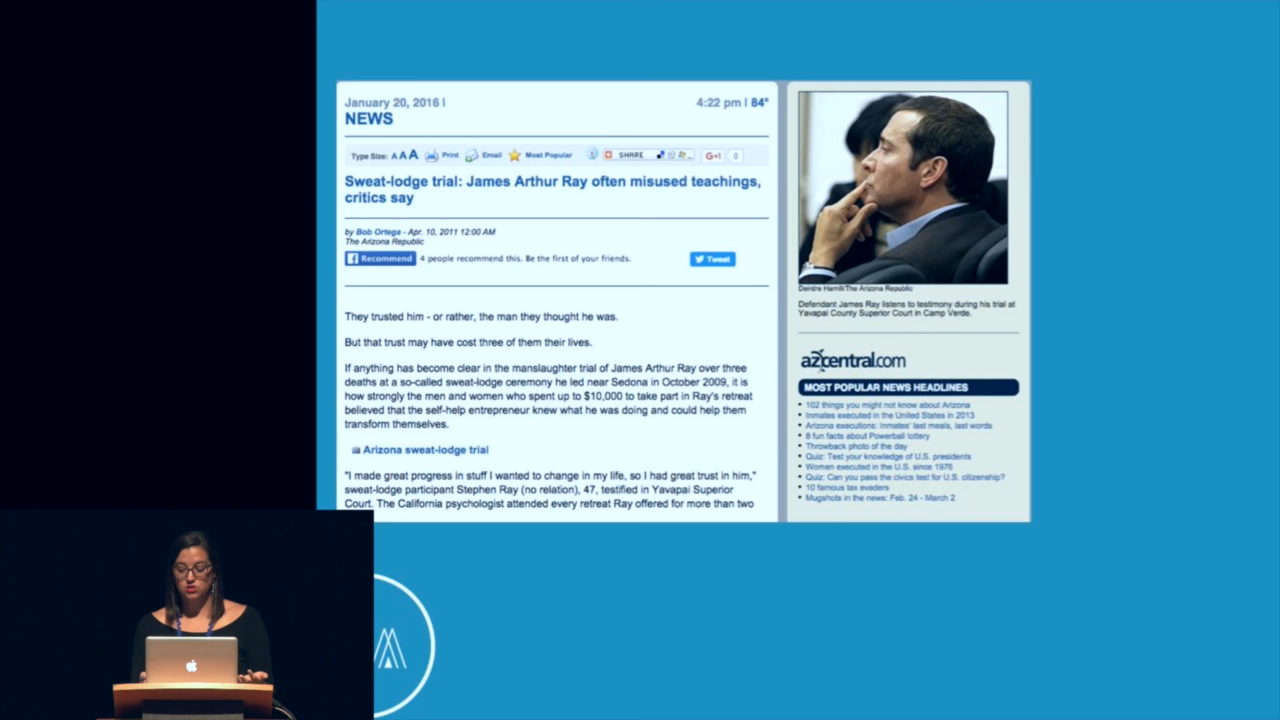 January 20, 2016 |
4:22 pm | 84°
NEWS
Type Size: A A A Print Email Most Popular SHARE G+1 0
Sweat-lodge trial: James Arthur Ray often misused teachings,
critics say
by Bob Ortega - Apr. 10, 2011 12:00 AM
The Arizona Republic
Recommend 4 people recommend this. Be the first of your friends. Tweet
They trusted him - or rather, the man they thought he was.
But that trust may have cost three of them their lives.
If anything has become clear in the manslaughter trial of James Arthur Ray over three
deaths at a so-called sweat-lodge ceremony he led near Sedona in October 2009, it is
how strongly the men and women who spent up to $10,000 to take part in Ray's retreat
believed that the self-help entrepreneur knew what he was doing and could help them
transform themselves.
Arizona sweat-lodge trial
"I made great progress in stuff I wanted to change in my life, so I had great trust in him,"
sweat-lodge participant Stephen Ray (no relation), 47, testified in Yavapai Superior
Court. The California psychologist attended every retreat Ray offered for more than two
Deirdre Hamill/The Arizona Republic
Defendant James Ray listens to testimony during his trial at
Yavapai County Superior Court in Camp Verde.
azcentral.com
MOST POPULAR NEWS HEADLINES
• 102 things you might not know about Arizona
• Inmates executed in the United States in 2013
• Arizona executions: Inmates' last meals, last words
• 8 fun facts about Powerball lottery
• Throwback photo of the day
• Quiz: Test your knowledge of U.S. presidents
• Women executed in the U.S. since 1976
• Quiz: Can you pass the civics test for U.S. citizenship?
• 10 famous tax evaders
• Mugshots in the news: Feb. 24 - March 2